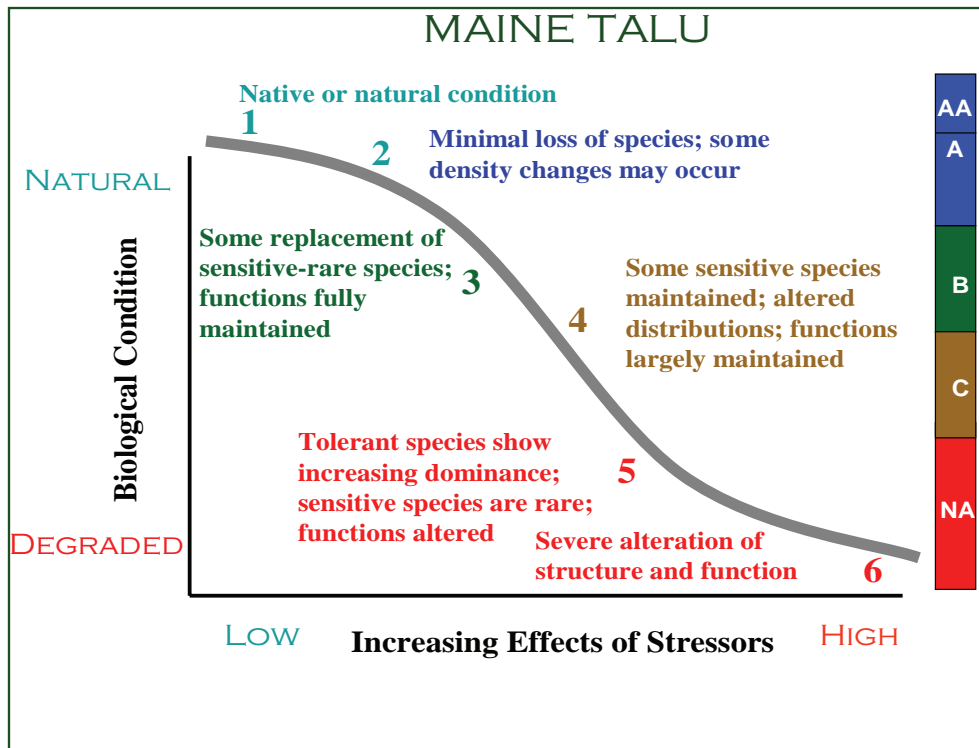 MAINE TALU
Native or natural condition
1
2
Minimal loss of species; some
density changes may occur
NATURAL
Some replacement of
sensitive-rare species;
functions fully
maintained
3
4
Some sensitive species
maintained; altered
distributions; functions
largely maintained
Biological Condition
Tolerant species show
increasing dominance;
sensitive species are rare;
functions altered
5
DEGRADED
Severe alteration of
structure and function
6
LOW
Increasing Effects of Stressors
HIGH
AA
A
B
C
NA